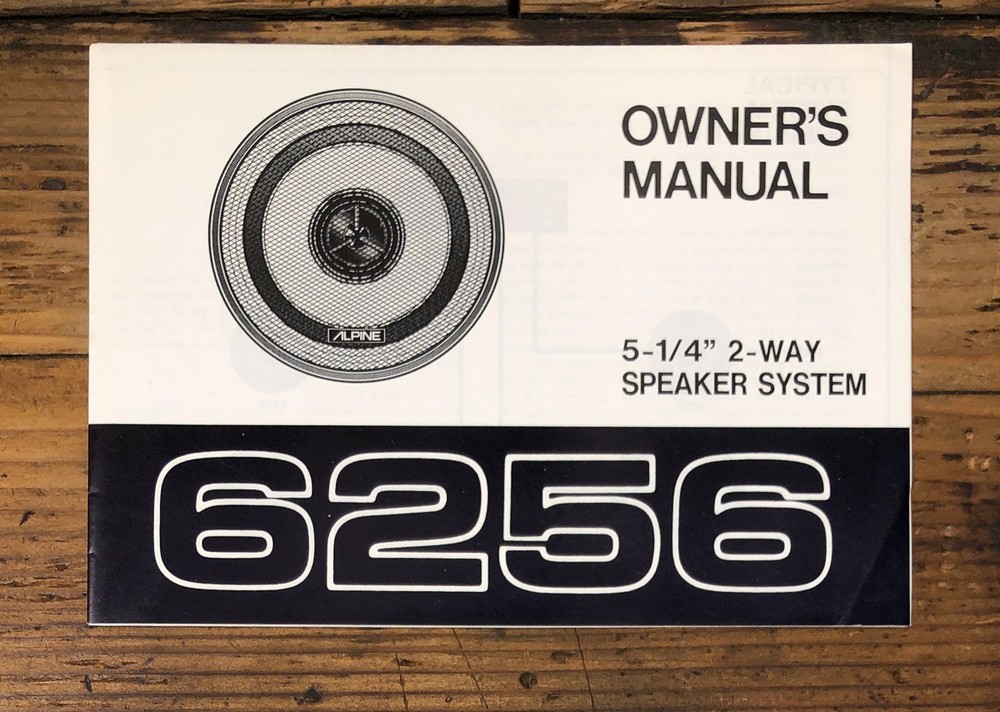 OWNER'S
MANUAL
ALPINE
5-1/4” 2-WAY
SPEAKER SYSTEM
6256